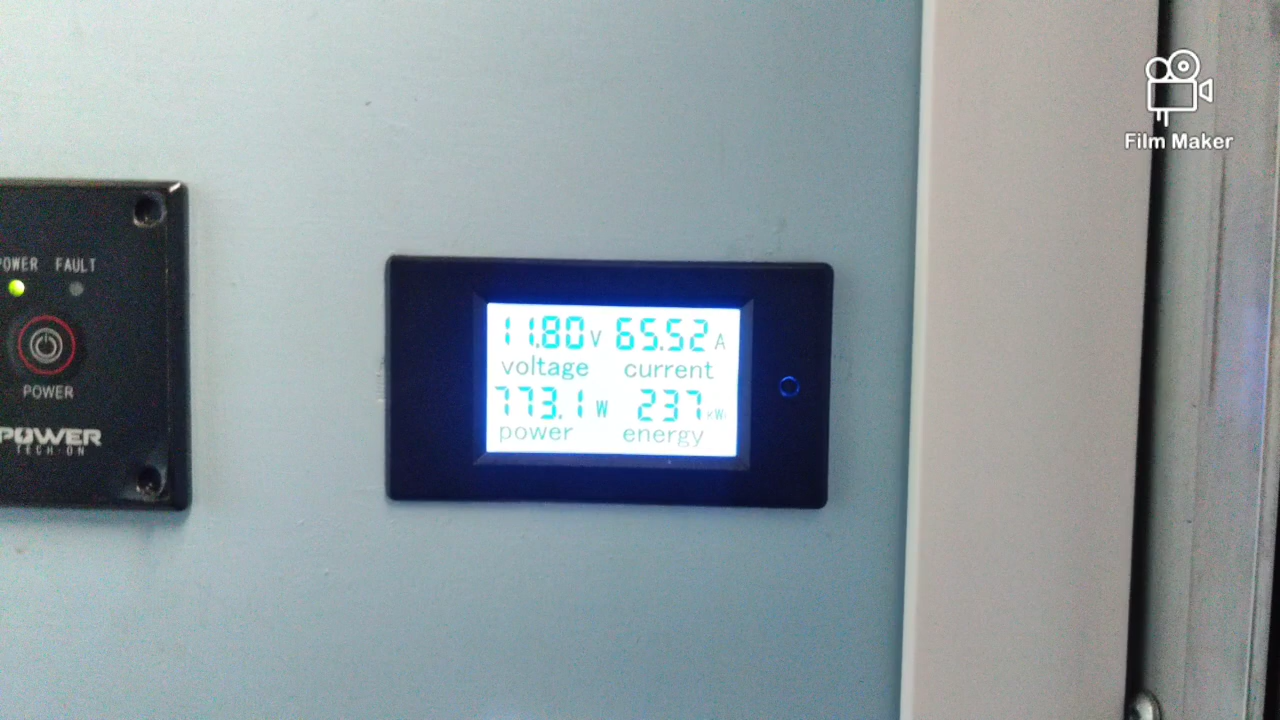 Film Maker
POWER FAULT
POWER
POWER
TECH-ON
11.80 V 65.52 A
voltage current
773.1 W 237
power energy